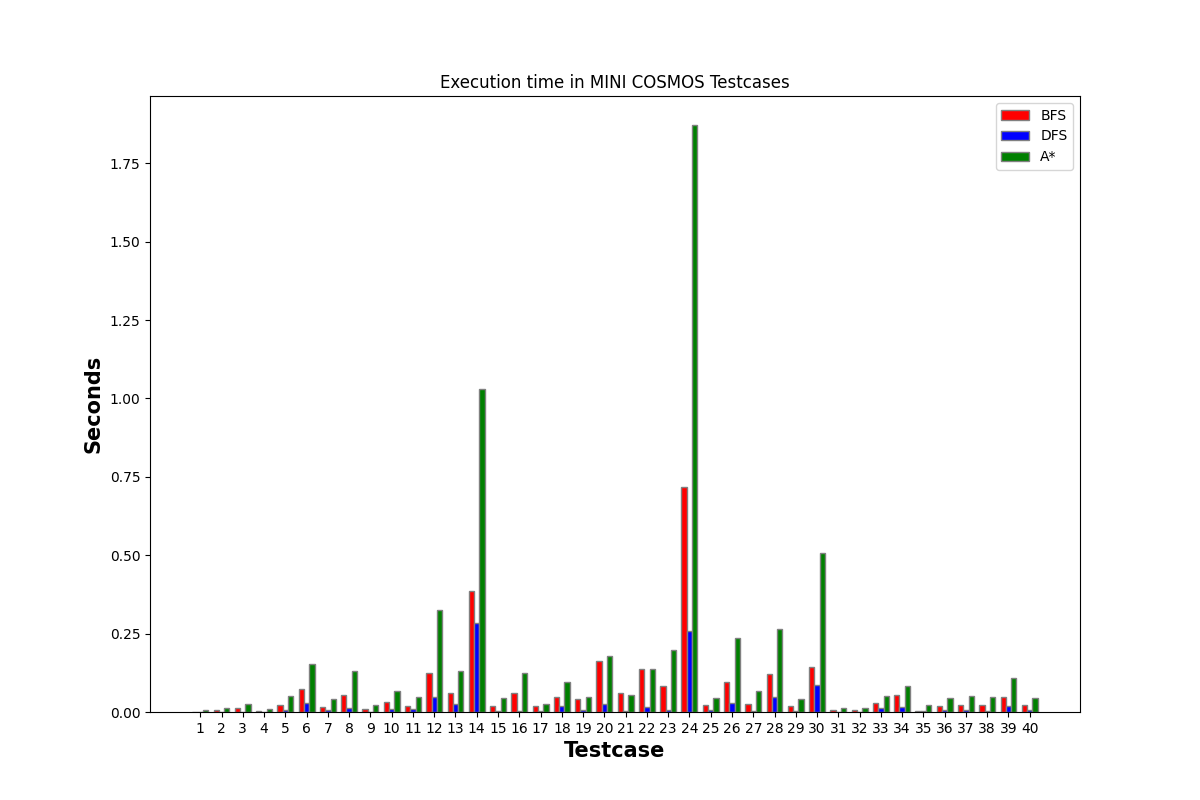 Execution time in MINI COSMOS Testcases
BFS
DFS
A*
1.75
1.50
1.25
1.00
0.75
0.50
0.25
0.00
Seconds
1 2 3 4 5 6 7 8 9 10 11 12 13 14 15 16 17 18 19 20 21 22 23 24 25 26 27 28 29 30 31 32 33 34 35 36 37 38 39 40
Testcase